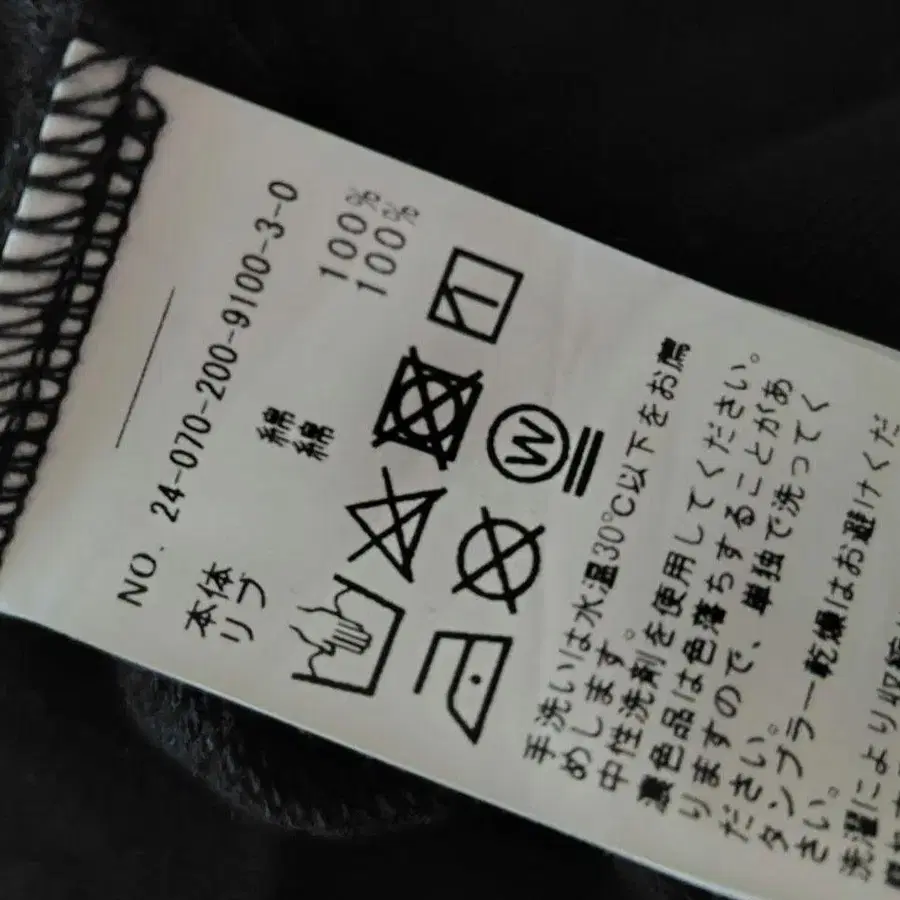 NO. 24-070-200-9100-3-0
本体 綿 100%
リブ 綿 100%
W
手洗いは水温30℃以下をお薦
めします。
中性洗剤を使用してください。
濃色品は色落ちすることがあ
りますので、単独で洗ってく
ださい。
タンブラー乾燥はお避けくだ
さい。
洗濯により収縮